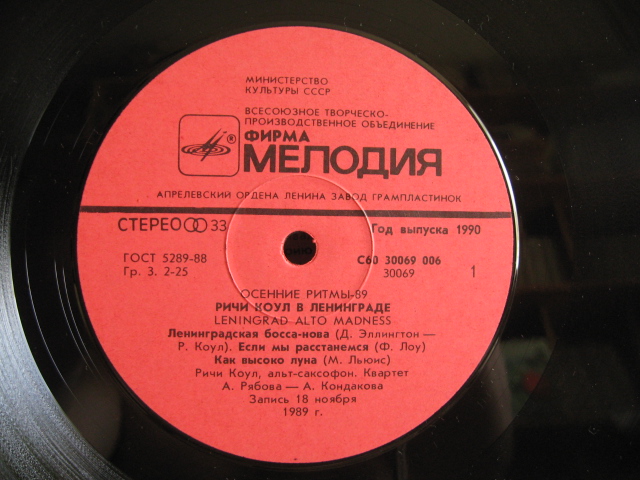 МИНИСТЕРСТВО
КУЛЬТУРЫ СССР
ВСЕСОЮЗНОЕ ТВОРЧЕСКО-
ПРОИЗВОДСТВЕННОЕ ОБЪЕДИНЕНИЕ
®
ФИРМА
МЕЛОДИЯ
АПРЕЛЕВСКИЙ ОРДЕНА ЛЕНИНА ЗАВОД ГРАМПЛАСТИНОК
СТЕРЕО 33
Год выпуска 1990
ГОСТ 5289-88
Гр. 3. 2-25
С60 30069 006
30069
1
ОСЕННИЕ РИТМЫ-89
РИЧИ КОУЛ В ЛЕНИНГРАДЕ
LENINGRAD ALTO MADNESS
Ленинградская босса-нова (Д. Эллингтон —
Р. Коул). Если мы расстанемся (Ф. Лоу)
Как высоко луна (М. Льюис)
Ричи Коул, альт-саксофон. Квартет
А. Рябова — А. Кондакова
Запись 18 ноября
1989 г.